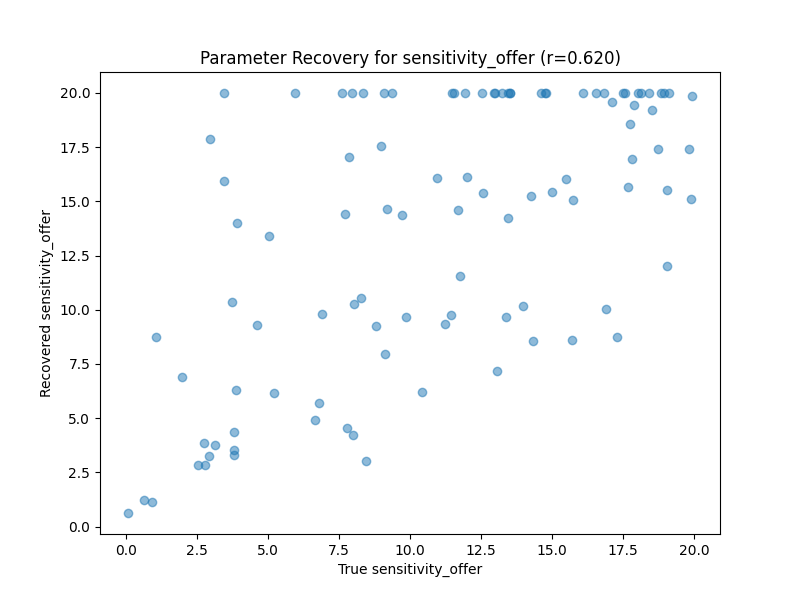 Parameter Recovery for sensitivity_offer (r=0.620)
20.0
17.5
15.0
12.5
10.0
7.5
5.0
2.5
0.0
Recovered sensitivity_offer
0.0 2.5 5.0 7.5 10.0 12.5 15.0 17.5 20.0
True sensitivity_offer